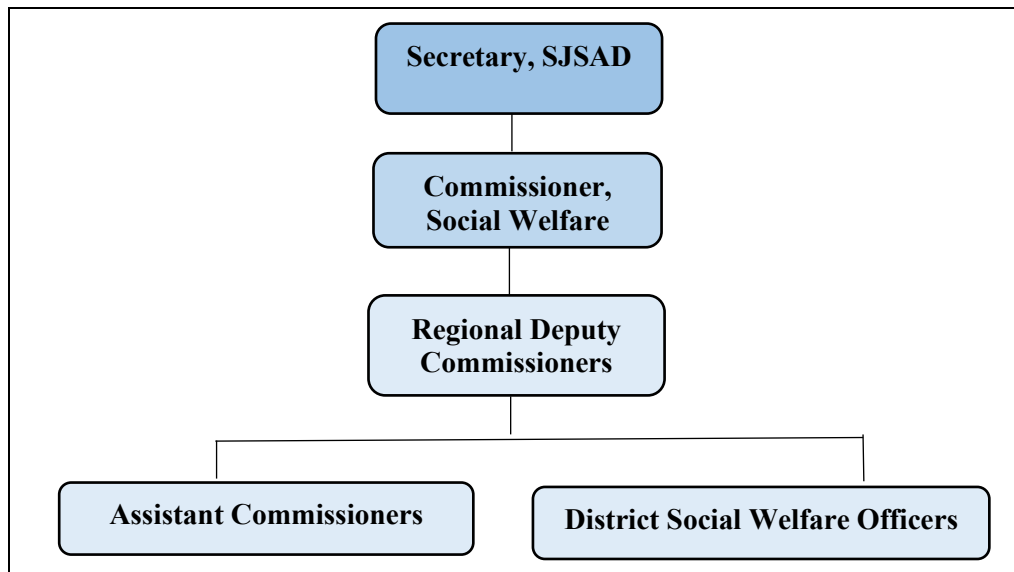 Secretary, SJSAD
Commissioner,
Social Welfare
Regional Deputy
Commissioners
Assistant Commissioners
District Social Welfare Officers